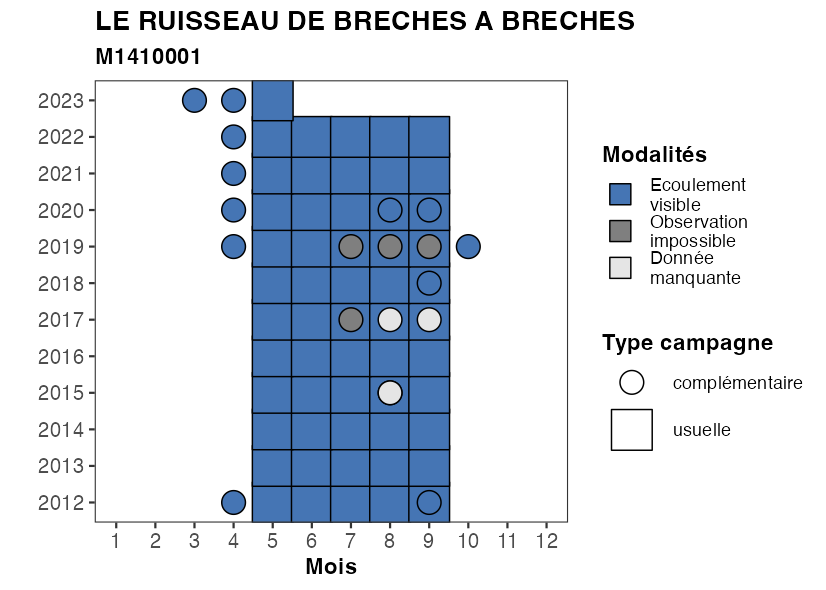 LE RUISSEAU DE BRECHES A BRECHES
M1410001
2023
2022
2021
2020
2019
2018
2017
2016
2015
2014
2013
2012
1 2 3 4 5 6 7 8 9 10 11 12
Mois
Modalités
Ecoulement
visible
Observation
impossible
Donnée
manquante
Type campagne
complémentaire
usuelle